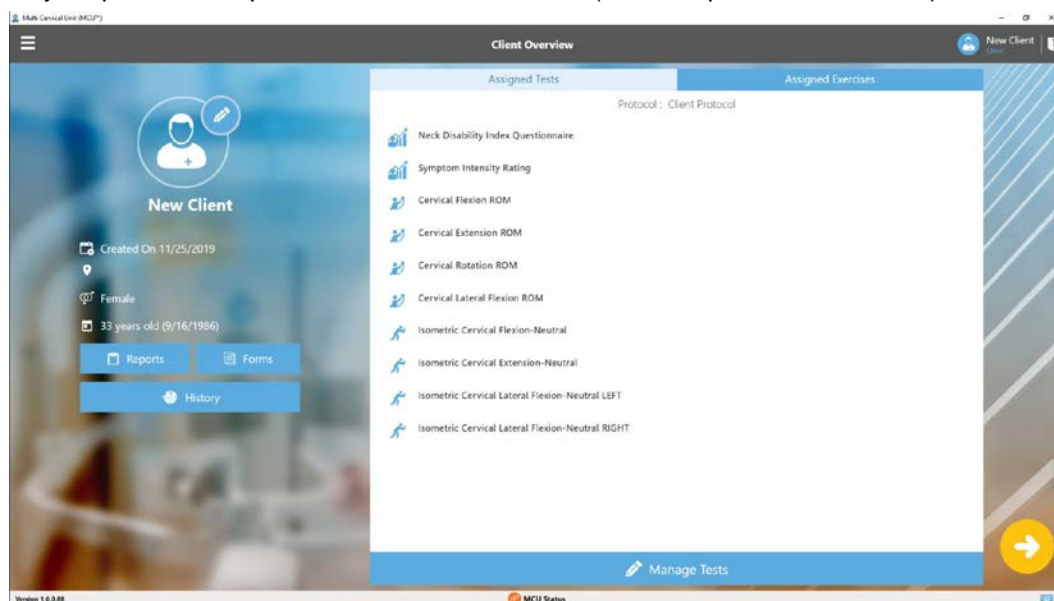 Multi Cervical Unit (MCU™)
Client Overview
New Client
Client
Assigned Tests
Assigned Exercises
Protocol : Client Protocol
Neck Disability Index Questionnaire
Symptom Intensity Rating
Cervical Flexion ROM
Cervical Extension ROM
Cervical Rotation ROM
Cervical Lateral Flexion ROM
Isometric Cervical Flexion-Neutral
Isometric Cervical Extension-Neutral
Isometric Cervical Lateral Flexion-Neutral LEFT
Isometric Cervical Lateral Flexion-Neutral RIGHT
New Client
Created On 11/25/2019
Female
33 years old (9/16/1986)
Reports
Forms
History
Manage Tests
Version 1.6.0.88
MCU Status